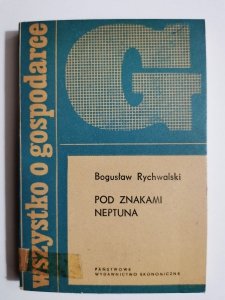 wszystko o gospodarce
G
Bogusław Rychwalski
POD ZNAKAMI
NEPTUNA
PAŃSTWOWE
WYDAWNICTWO EKONOMICZNE